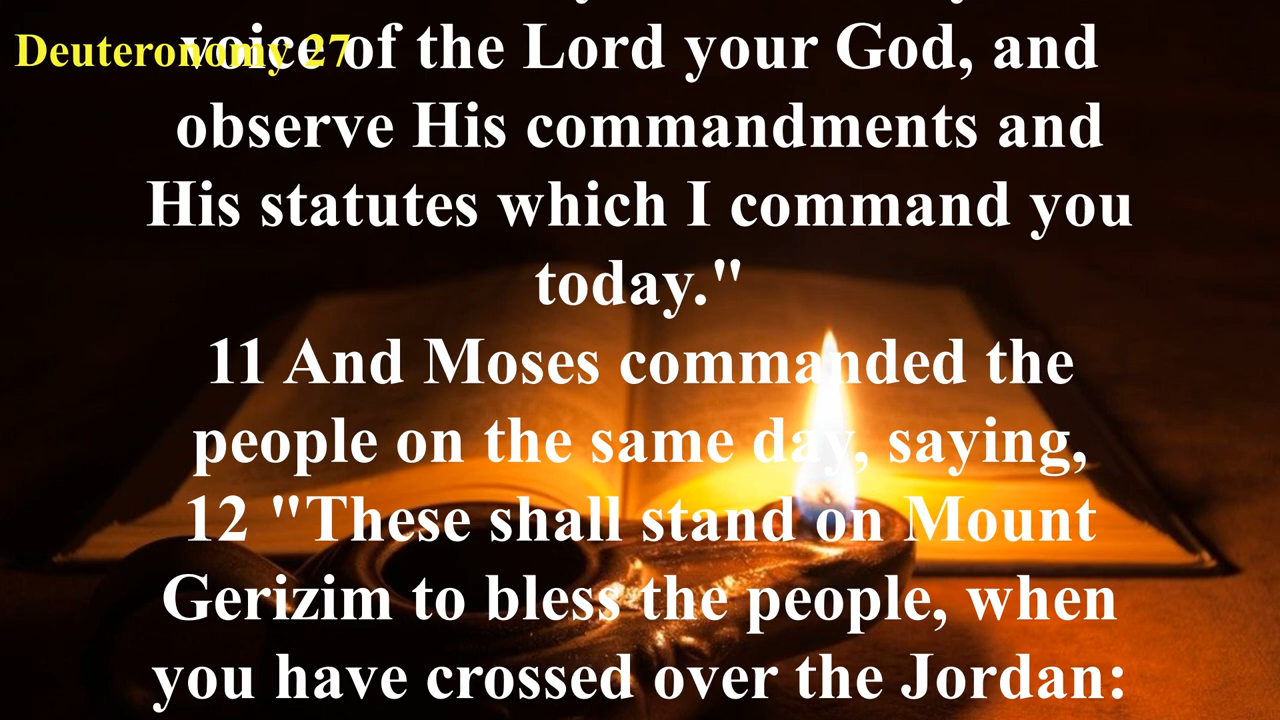 Deuteronomy 27
voice of the Lord your God, and
observe His commandments and
His statutes which I command you
today."
11 And Moses commanded the
people on the same day, saying,
12 "These shall stand on Mount
Gerizim to bless the people, when
you have crossed over the Jordan: